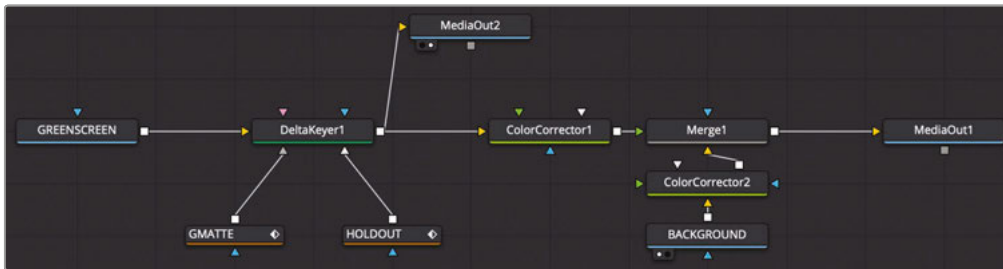 MediaOut2
GREENSCREEN
DeltaKeyer1
ColorCorrector1
Merge1
MediaOut1
ColorCorrector2
GMATTE
HOLDOUT
BACKGROUND